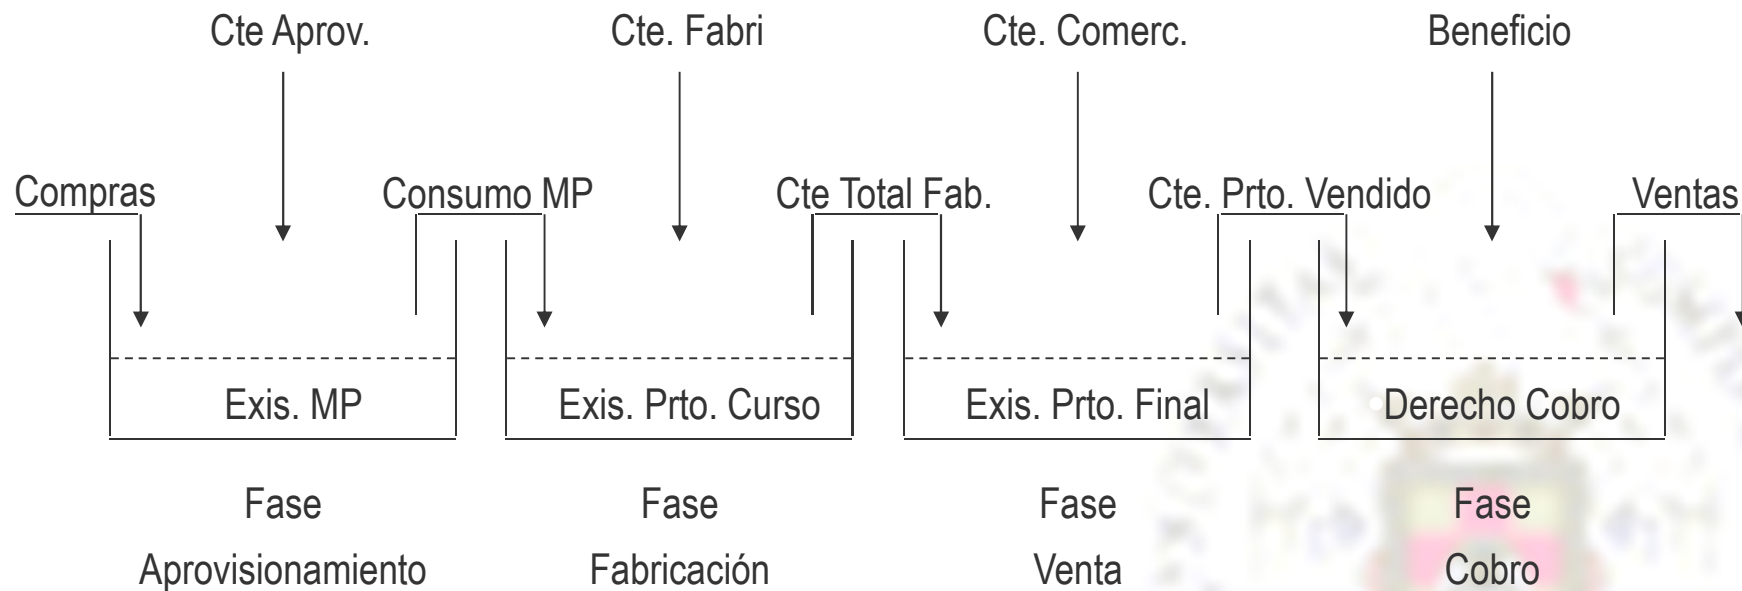 Cte Aprov.
Cte. Fabri
Cte. Comerc.
Beneficio
Compras
Consumo MP
Cte Total Fab.
Cte. Prto. Vendido
Ventas
Exis. MP
Exis. Prto. Curso
Exis. Prto. Final
Derecho Cobro
Fase
Aprovisionamiento
Fase
Fabricación
Fase
Venta
Fase
Cobro